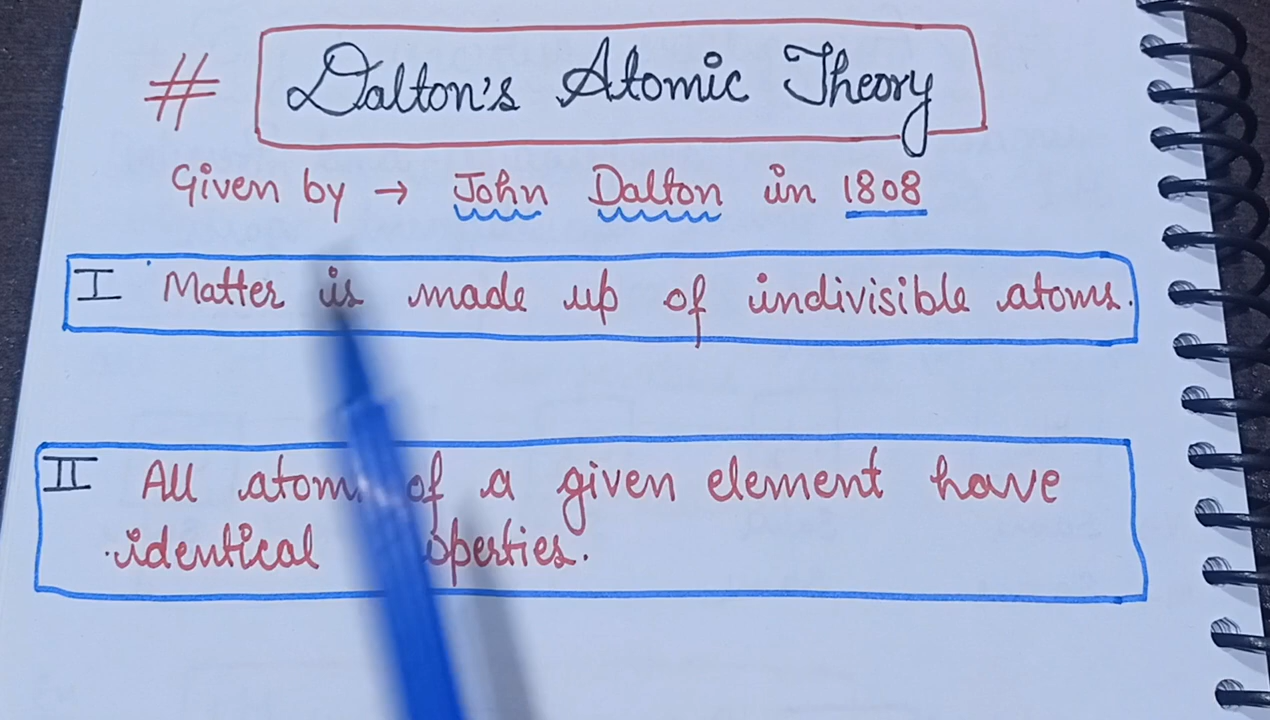 # Dalton's Atomic Theory
Given by → John Dalton in 1808
I Matter is made up of indivisible atoms.
II All of a given element have
identical